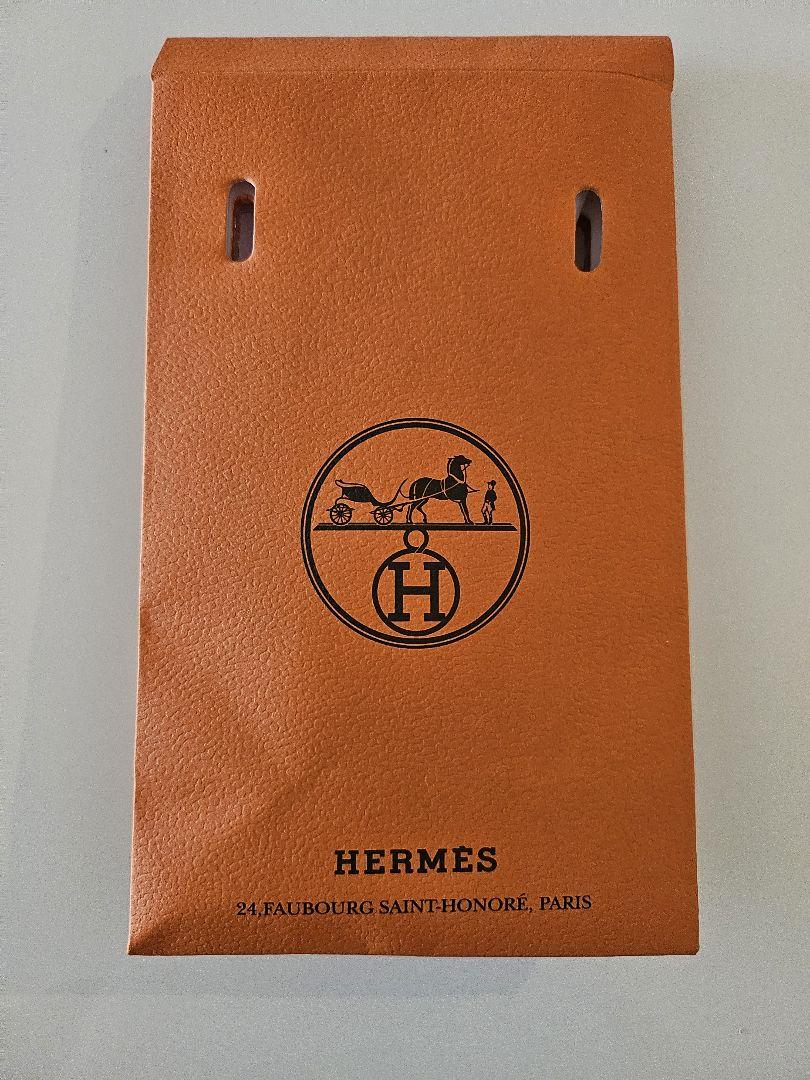 H
HERMÈS
24,FAUBOURG SAINT-HONORÉ, PARIS